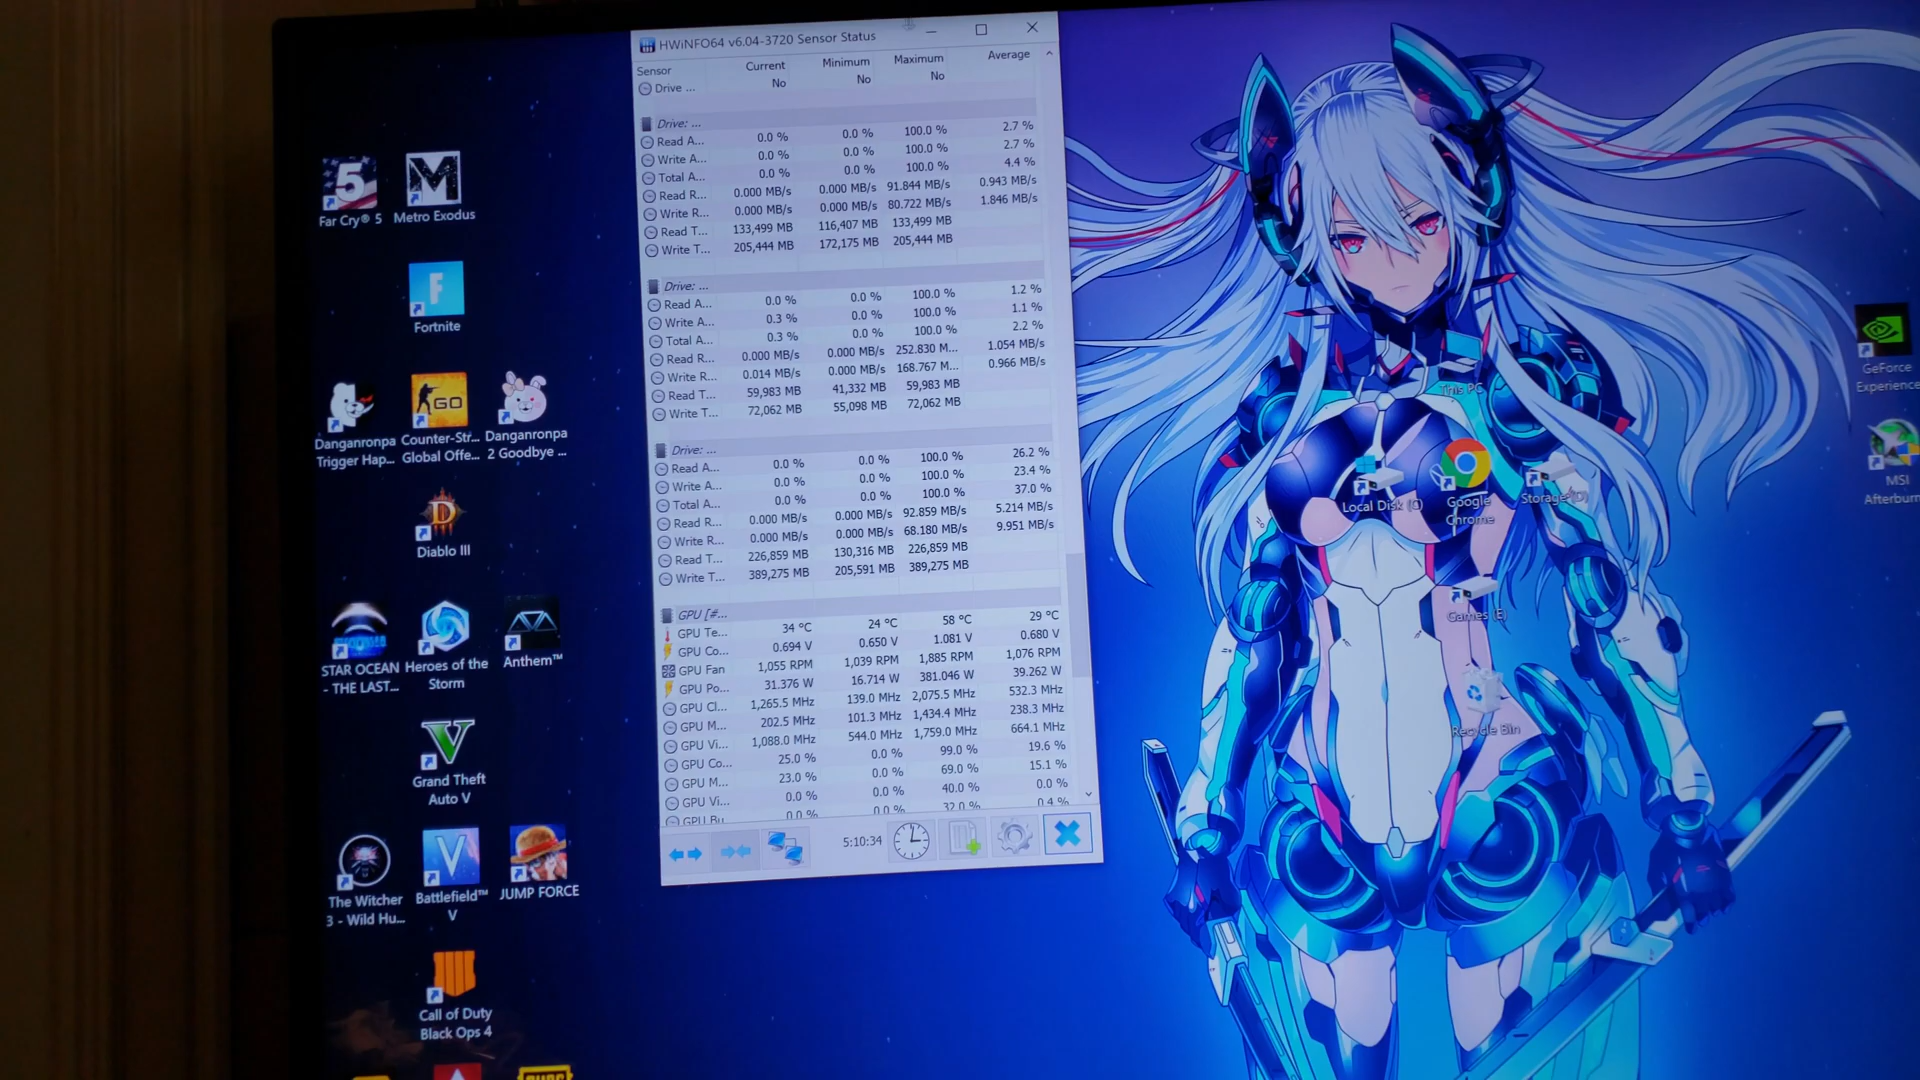 HWiNFO64 v6.04-3720 Sensor Status
Sensor Current Minimum Maximum Average
Drive ... No No No
Drive: ...
Read A... 0.0 % 0.0 % 100.0 % 2.7 %
Write A... 0.0 % 0.0 % 100.0 % 2.7 %
Total A... 0.0 % 0.0 % 100.0 % 4.4 %
Read R... 0.000 MB/s 0.000 MB/s 91.844 MB/s 0.943 MB/s
Write R... 0.000 MB/s 0.000 MB/s 80.722 MB/s 1.846 MB/s
Read T... 133,499 MB 116,407 MB 133,499 MB
Write T... 205,444 MB 172,175 MB 205,444 MB
Drive: ...
Read A... 0.0 % 0.0 % 100.0 % 1.2 %
Write A... 0.3 % 0.0 % 100.0 % 1.1 %
Total A... 0.3 % 0.0 % 100.0 % 2.2 %
Read R... 0.000 MB/s 0.000 MB/s 252.830 M... 1.054 MB/s
Write R... 0.014 MB/s 0.000 MB/s 168.767 M... 0.966 MB/s
Read T... 59,983 MB 41,332 MB 59,983 MB
Write T... 72,062 MB 55,098 MB 72,062 MB
Drive: ...
Read A... 0.0 % 0.0 % 100.0 % 26.2 %
Write A... 0.0 % 0.0 % 100.0 % 23.4 %
Total A... 0.0 % 0.0 % 100.0 % 37.0 %
Read R... 0.000 MB/s 0.000 MB/s 92.859 MB/s 5.214 MB/s
Write R... 0.000 MB/s 0.000 MB/s 68.180 MB/s 9.951 MB/s
Read T... 226,859 MB 130,316 MB 226,859 MB
Write T... 389,275 MB 205,591 MB 389,275 MB
GPU [#...
GPU Te... 34 °C 24 °C 58 °C 29 °C
GPU Co... 0.694 V 0.650 V 1.081 V 0.680 V
GPU Fan 1,055 RPM 1,039 RPM 1,885 RPM 1,076 RPM
GPU Po... 31.376 W 16.714 W 381.046 W 39.262 W
GPU Cl... 1,265.5 MHz 139.0 MHz 2,075.5 MHz 532.3 MHz
GPU M... 202.5 MHz 101.3 MHz 1,434.4 MHz 238.3 MHz
GPU Vi... 1,088.0 MHz 544.0 MHz 1,759.0 MHz 664.1 MHz
GPU Co... 25.0 % 0.0 % 99.0 % 19.6 %
GPU M... 23.0 % 0.0 % 69.0 % 15.1 %
GPU Vi... 0.0 % 0.0 % 40.0 % 0.0 %
GPU Bu 0.0 % 0.0 % 32.0 % 0.4 %
5:10:34
5
Far Cry® 5
M
Metro Exodus
F
Fortnite
Danganronpa
Trigger Hap...
GO
Counter-Str...
Global Offe...
Danganronpa
2 Goodbye ...
Diablo III
STAR OCEAN
- THE LAST...
Heroes of the
Storm
Anthem™
V
Grand Theft
Auto V
The Witcher
3 - Wild Hu...
V
Battlefield™
V
JUMP FORCE
Call of Duty
Black Ops 4
This PC
Local Disk (C)
Google
Chrome
Storage (D)
Games (E)
Recycle Bin
GeForce
Experience
MSI
Afterburn